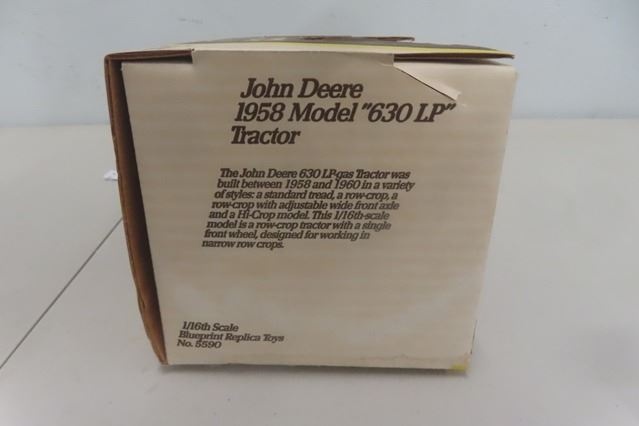 John Deere
1958 Model "630 LP"
Tractor
The John Deere 630 LP-gas Tractor was
built between 1958 and 1960 in a variety
of styles: a standard tread, a row-crop, a
row-crop with adjustable wide front axle
and a Hi-Crop model. This 1/16th-scale
model is a row-crop tractor with a single
front wheel, designed for working in
narrow row crops.
1/16th Scale
Blueprint Replica Toys
No. 5590